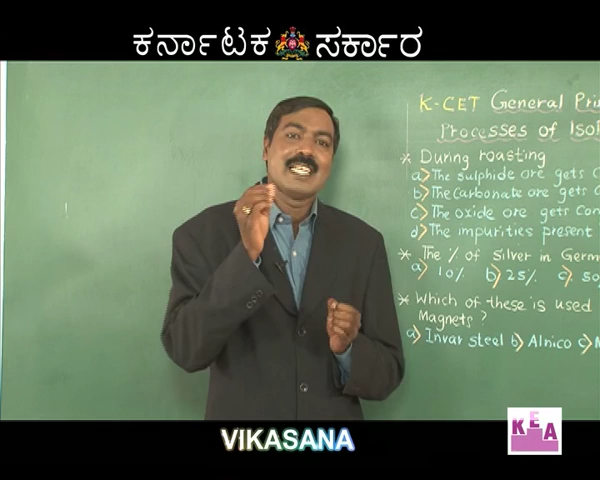 ಕರ್ನಾಟಕ ಸರ್ಕಾರ
K-CET General Pri
Processes of Isol
* During roasting
a> The sulphide ore gets c
b> The Carbonate ore gets c
c> The oxide ore gets con
d> The impurities present
* The % of silver in Germ
a> 10% b> 25% c> 50
* Which of these is used
Magnets?
a> Invar steel b> Alnico c> N
VIKASANA
KEA